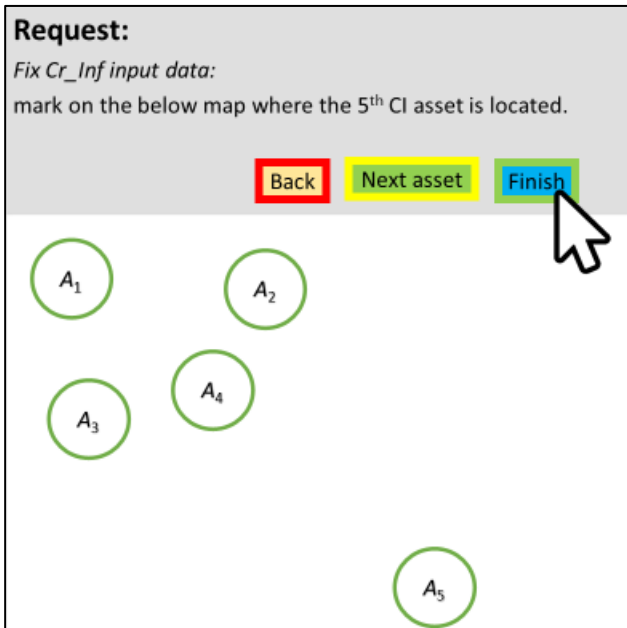 Request:
Fix Cr_Inf input data:
mark on the below map where the 5th CI asset is located.
Back Next asset Finish
A1
A2
A4
A3
A5